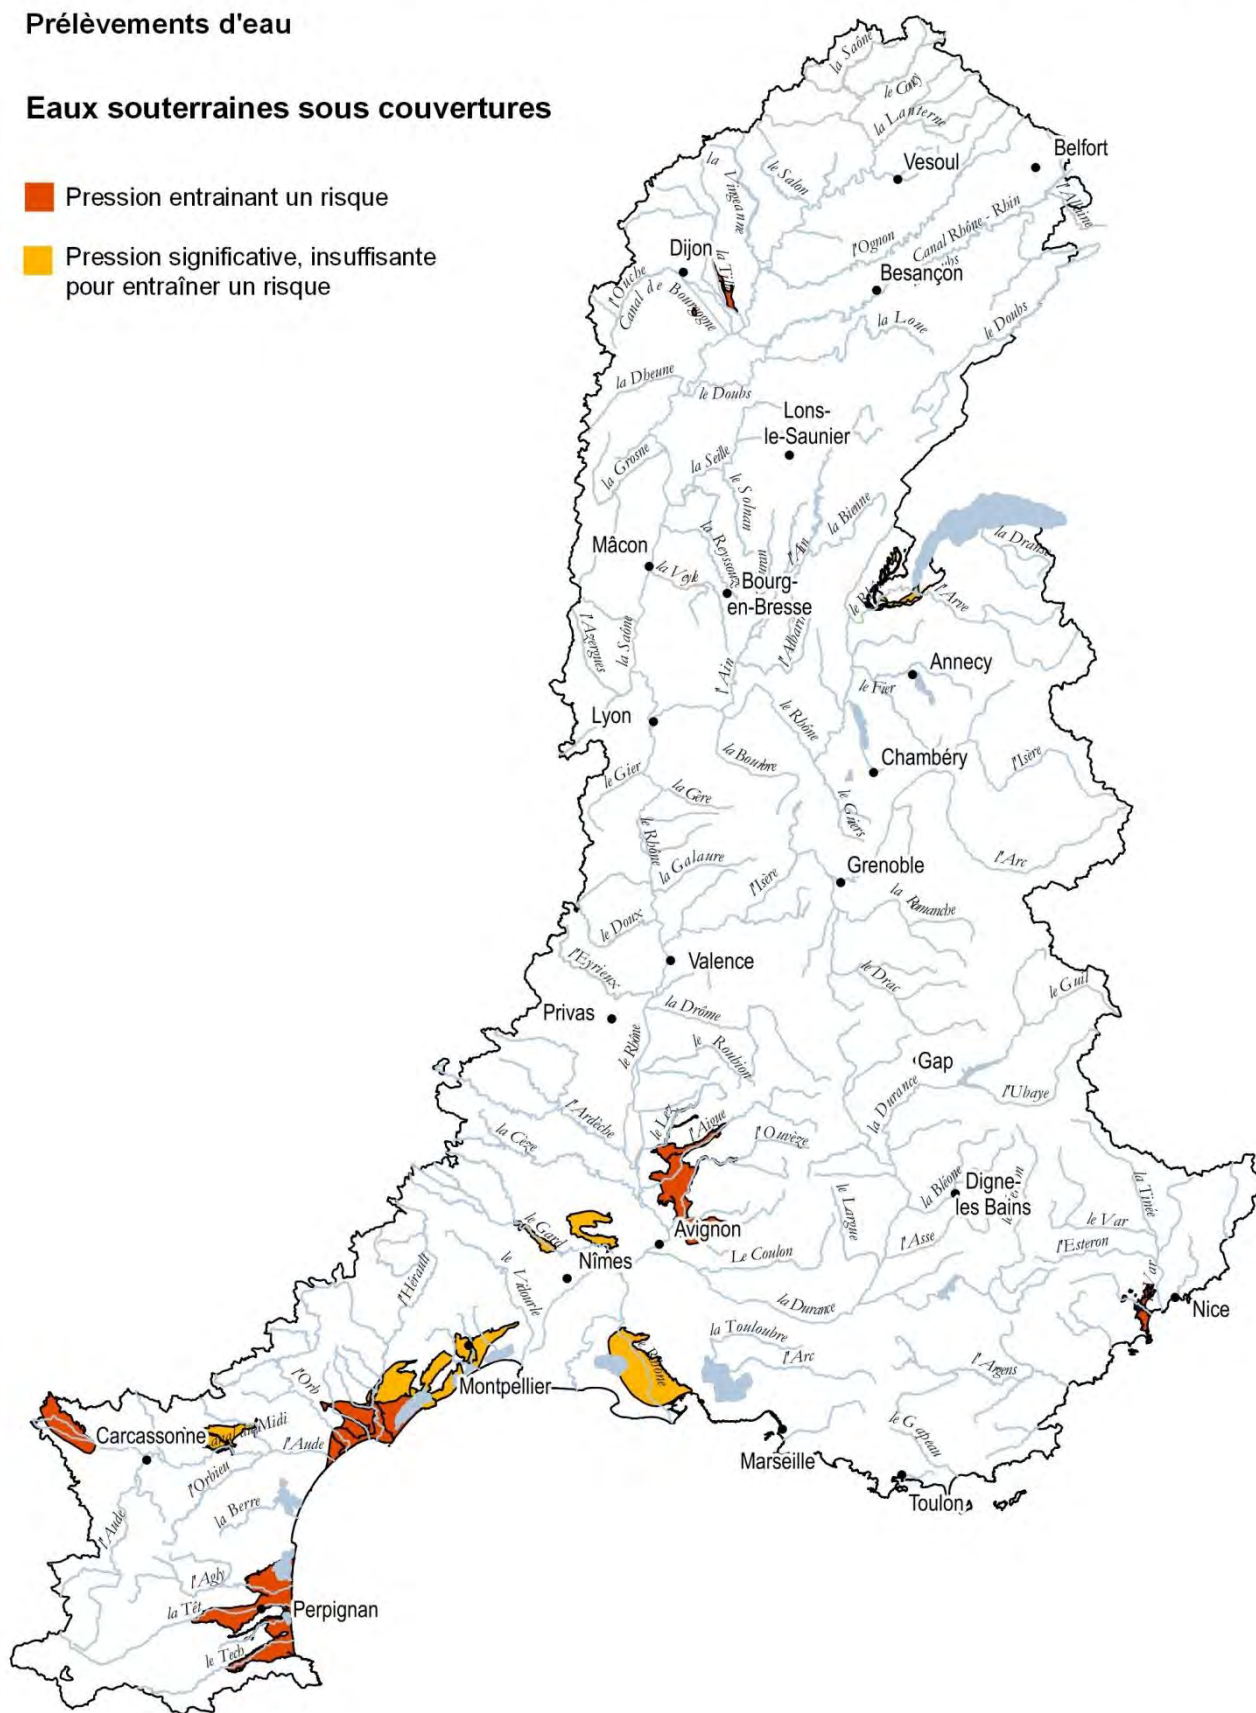 Prélèvements d'eau
Eaux souterraines sous couvertures
Pression entrainant un risque
Pression significative, insuffisante
pour entraîner un risque
la Saône
le Coney
la Lanterne
Vesoul
Belfort
la
Vingeanne
le Salon
l'Allaine
l'Ognon
Canal Rhône - Rhin
Dijon
la Tille
Besançon
l'Ouche
Canal de Bourgogne
la Loue
le Doubs
la Dheune
le Doubs
Lons-
le-Saunier
la Grosne
la Seille
le Solnan
la Bienne
l'Ain
la Reyssouze
la Dranse
Mâcon
la Veyle
Bourg-
en-Bresse
l'Arve
l'Azergues
la Saône
l'Ain
Annecy
le Fier
Lyon
le Rhône
la Bourbre
Chambéry
l'Isère
le Gier
la Gère
le Guiers
le Rhône
la Galaure
l'Isère
Grenoble
l'Arc
la Romanche
le Doux
l'Eyrieux
Valence
le Drac
le Guil
Privas
la Drôme
le Rhône
le Roubion
Gap
l'Ubaye
la Durance
l'Ardèche
le Lez
l'Aigue
la Cèze
l'Ouvèze
la Bléone
Digne-
les Bains
la Tinée
le Largue
le Gard
Avignon
Nîmes
Le Coulon
l'Asse
le Var
l'Esteron
Var
l'Hérault
le Vidourle
la Durance
Nice
la Touloubre
le Rhône
l'Arc
l'Argens
Montpellier
l'Orb
Carcassonne
Midi
l'Aude
le Gapeau
Marseille
l'Orbieu
Toulon
la Berre
l'Aude
l'Agly
la Têt
Perpignan
le Tech